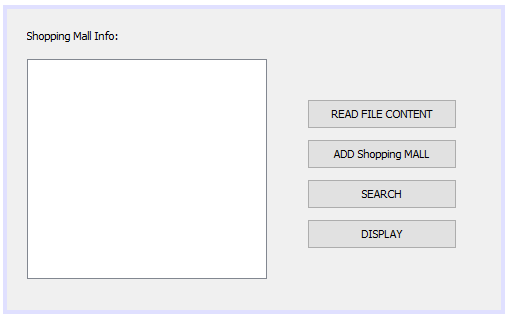 Shopping Mall Info:
READ FILE CONTENT
ADD Shopping MALL
SEARCH
DISPLAY